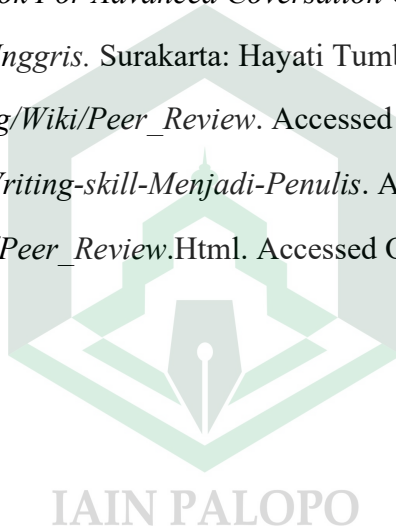 on For Advanced Coversation
Inggris. Surakarta: Hayati Tumb
g/Wiki/Peer_Review. Accessed
Writing-skill-Menjadi-Penulis. A
/Peer_Review.Html. Accessed O
IAIN PALOPO